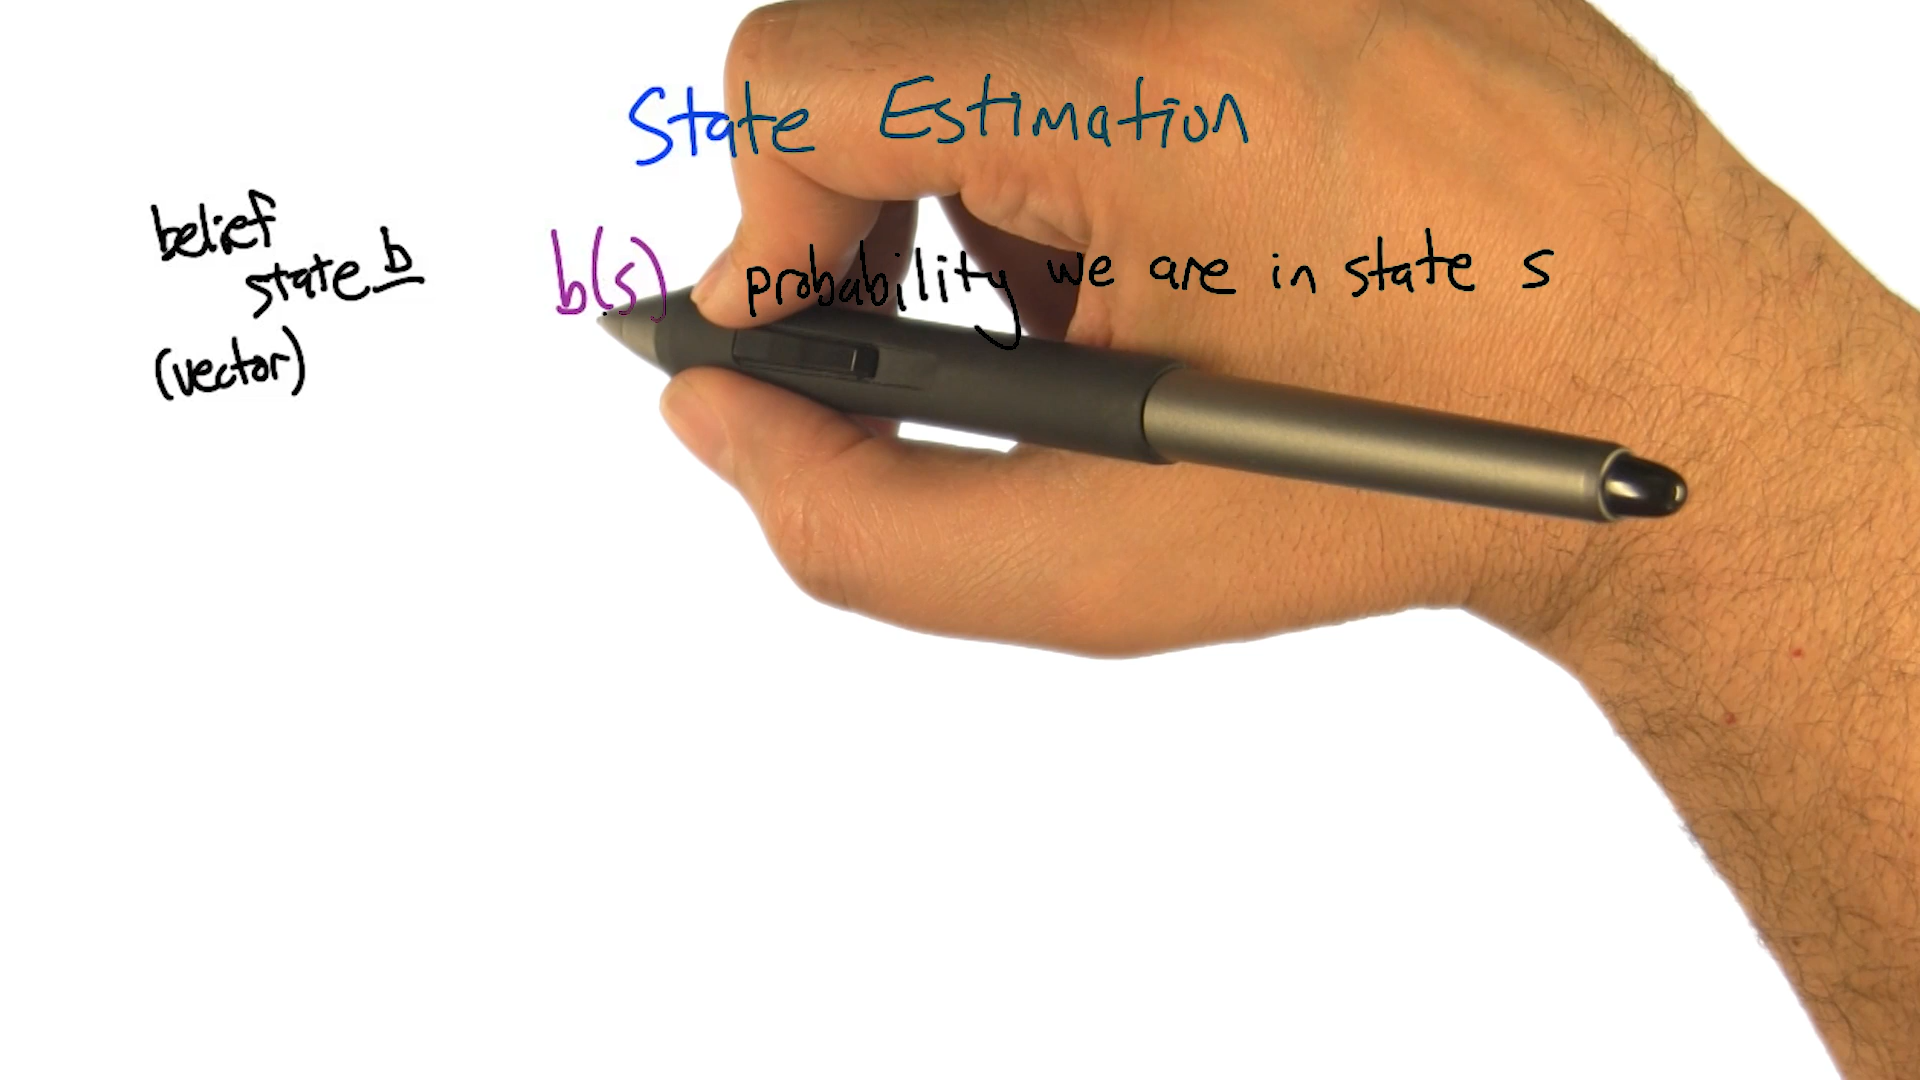 State Estimation
belief
state b
(vector)
b(s) probability we are in state s